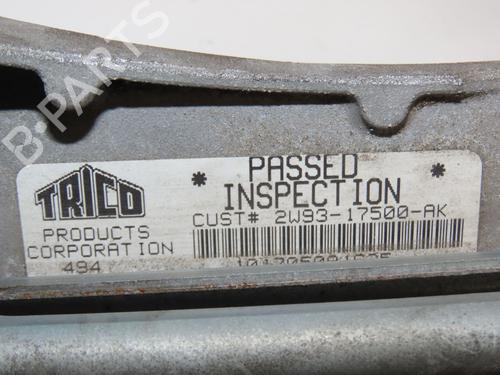 B-PARTS
TRICO
PRODUCTS
CORPORATION
494
* PASSED *
INSPECTION
CUST# 2W93-17500-AK